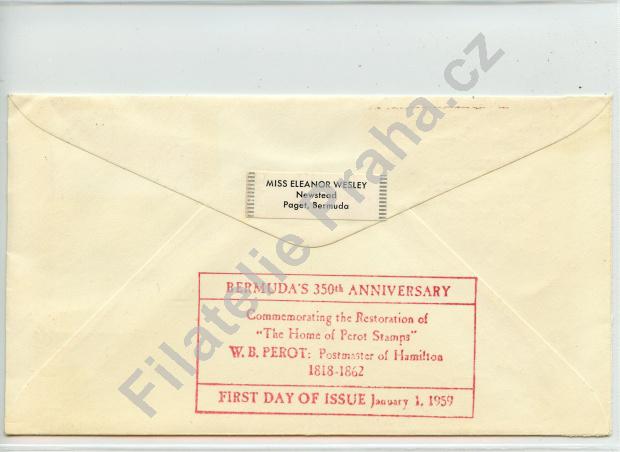 MISS ELEANOR WESLEY
Newstead
Paget, Bermuda
BERMUDA'S 350th ANNIVERSARY
Commemorating the Restoration of
"The Home of Perot Stamps"
W. B. PEROT: Postmaster of Hamilton
1818-1862
FIRST DAY OF ISSUE January 1, 1959
Filatelie Praha.cz